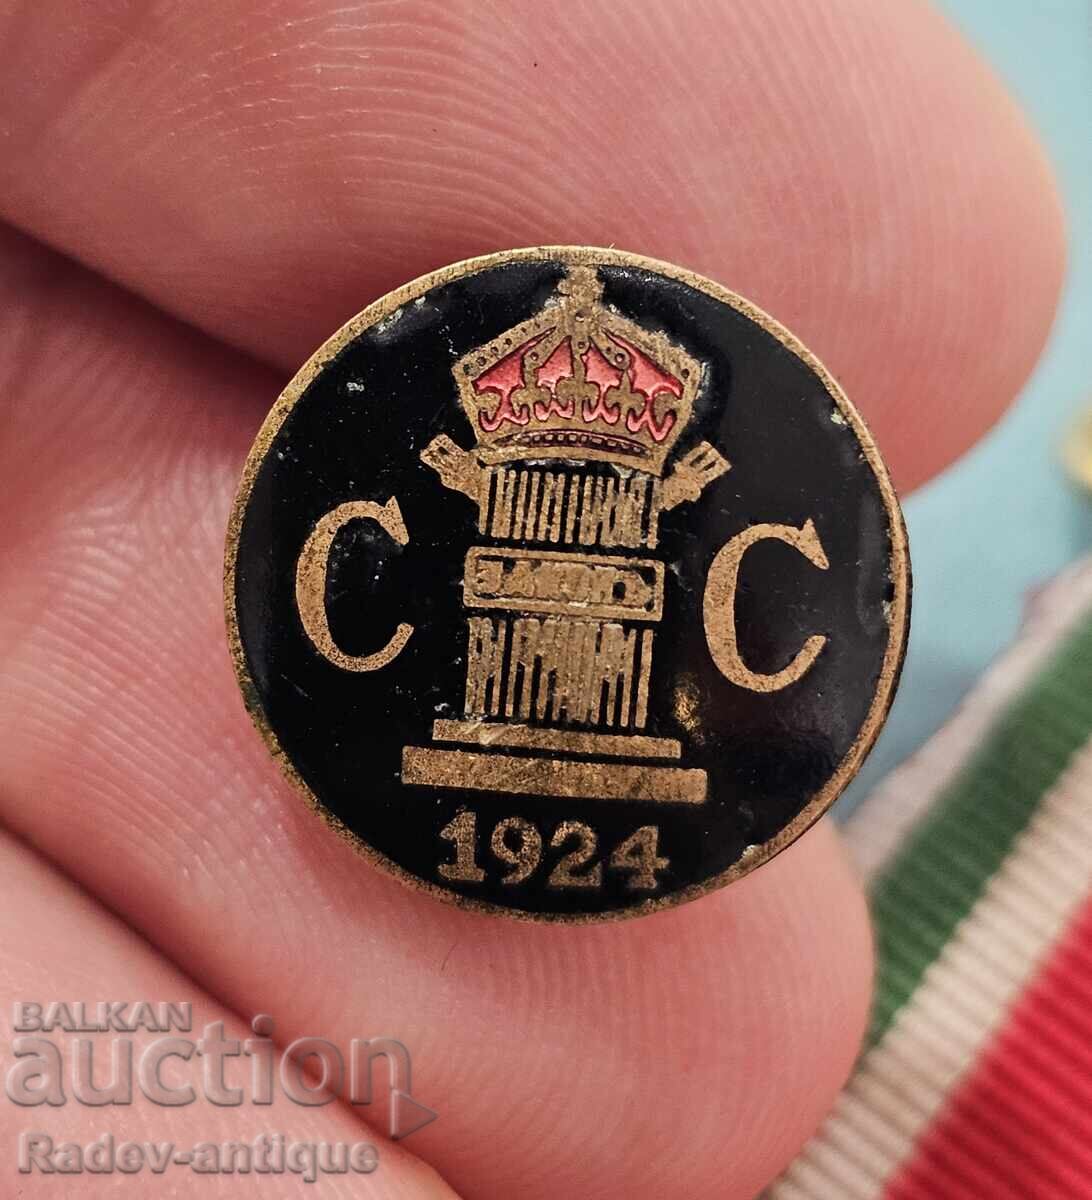 С С
ЗАКОНЪ
1924
BALKAN
auction
Radev-antique